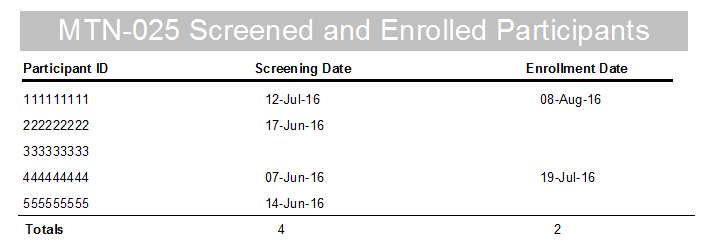 MTN-025 Screened and Enrolled Participants
Participant ID Screening Date Enrollment Date
111111111 12-Jul-16 08-Aug-16
222222222 17-Jun-16
333333333
444444444 07-Jun-16 19-Jul-16
555555555 14-Jun-16
Totals 4 2